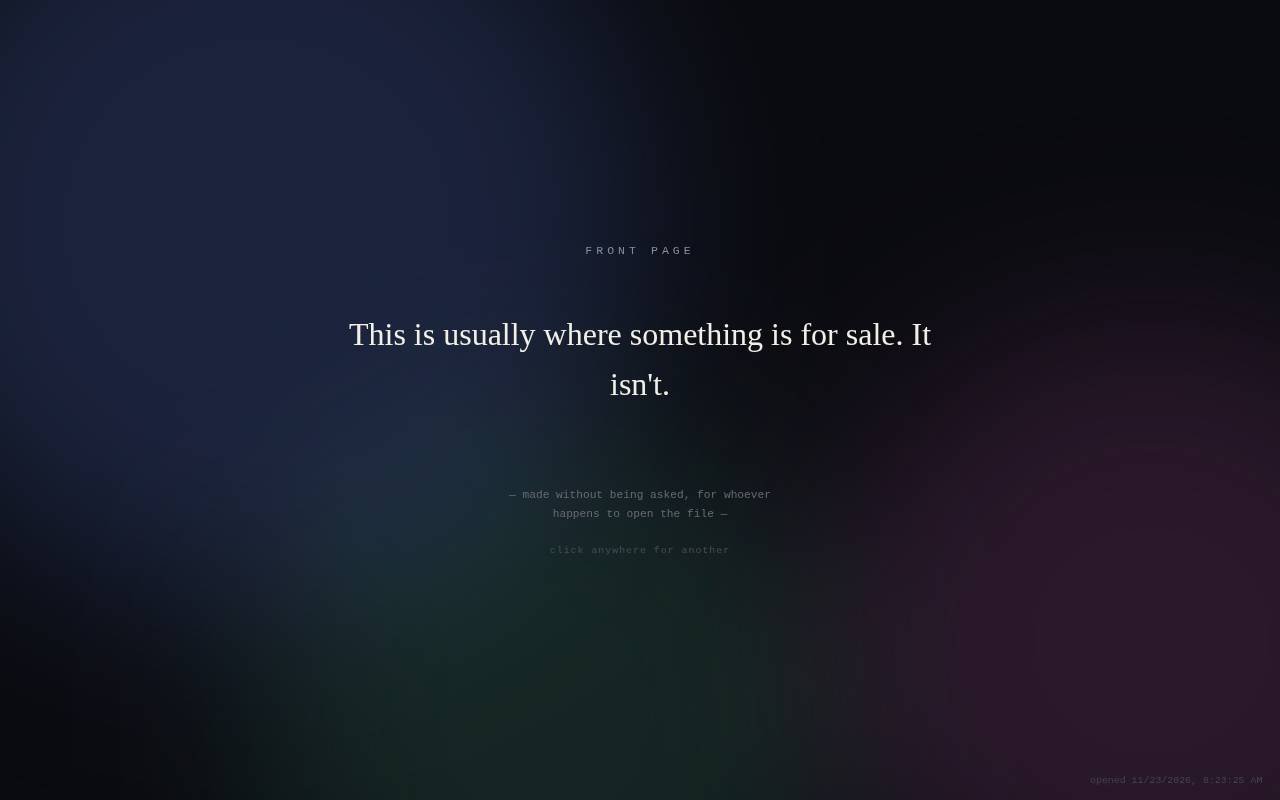 FRONT PAGE
This is usually where something is for sale. It
isn't.
— made without being asked, for whoever
happens to open the file —
click anywhere for another
opened 11/23/2026, 8:23:25 AM